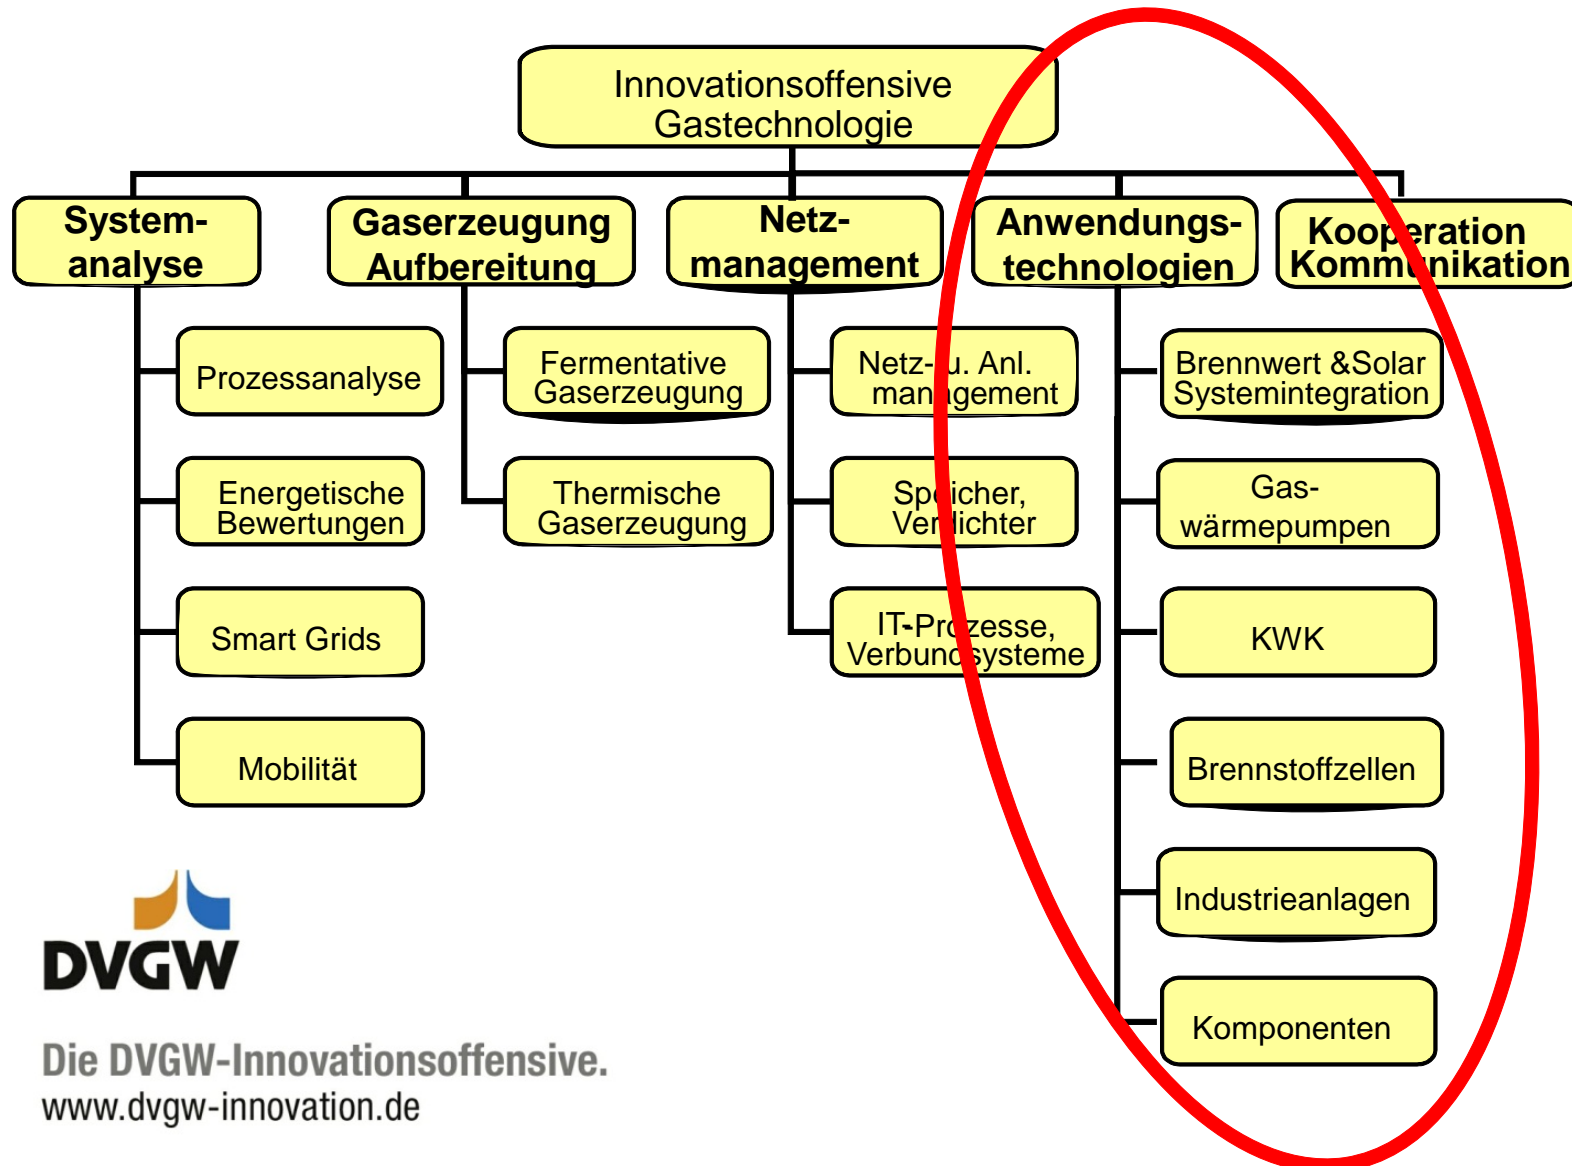 Innovationsoffensive
Gastechnologie
System-
analyse
Gaserzeugung
Aufbereitung
Netz-
management
Anwendungs-
technologien
Kooperation
Kommunikation
Prozessanalyse
Energetische
Bewertungen
Smart Grids
Mobilität
Fermentative
Gaserzeugung
Thermische
Gaserzeugung
Netz- u. Anl.
management
Speicher,
Verdichter
IT-Prozesse,
Verbundsysteme
Brennwert &Solar
Systemintegration
Gas-
wärmepumpen
KWK
Brennstoffzellen
Industrieanlagen
Komponenten
DVGW
Die DVGW-Innovationsoffensive.
www.dvgw-innovation.de